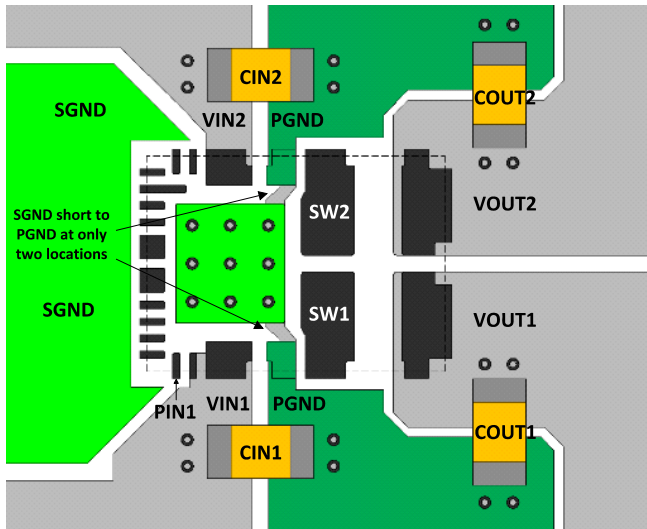 CIN2
COUT2
SGND
VIN2
PGND
VOUT2
SW2
SGND short to
PGND at only
two locations
SGND
SW1
VOUT1
VIN1
PGND
PIN1
COUT1
CIN1